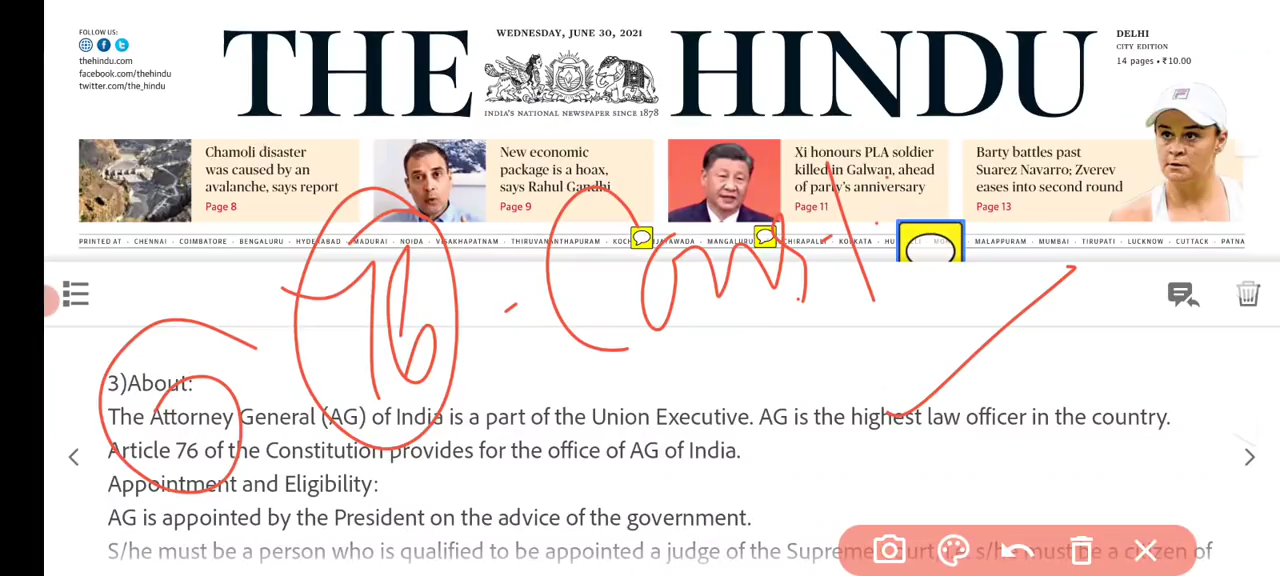 FOLLOW US:
thehindu.com
facebook.com/thehindu
twitter.com/the_hindu
THE HINDU
WEDNESDAY, JUNE 30, 2021
INDIA'S NATIONAL NEWSPAPER SINCE 1878
DELHI
CITY EDITION
14 pages • ₹10.00
Chamoli disaster
was caused by an
avalanche, says report
Page 8
New economic
package is a hoax,
says Rahul Gandhi
Page 9
Xi honours PLA soldier
killed in Galwan, ahead
of party's anniversary
Page 11
Barty battles past
Suarez Navarro; Zverev
eases into second round
Page 13
PRINTED AT · CHENNAI · COIMBATORE · BENGALURU · HYDERABAD · MADURAI · NOIDA · VISAKHAPATNAM · THIRUVANANTHAPURAM · MANGALURU · KOLKATA · MALAPPURAM · MUMBAI · TIRUPATI · LUCKNOW · CUTTACK · PATNA
76 - Const.
3)About:
The Attorney General (AG) of India is a part of the Union Executive. AG is the highest law officer in the country.
Article 76 of the Constitution provides for the office of AG of India.
Appointment and Eligibility:
AG is appointed by the President on the advice of the government.
S/he must be a person who is qualified to be appointed a judge of the Supreme Court, s/he must be a citizen of